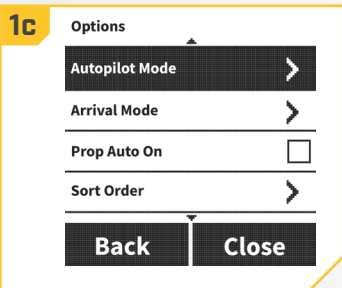 1c
Options
Autopilot Mode
Arrival Mode
Prop Auto On
Sort Order
Back Close